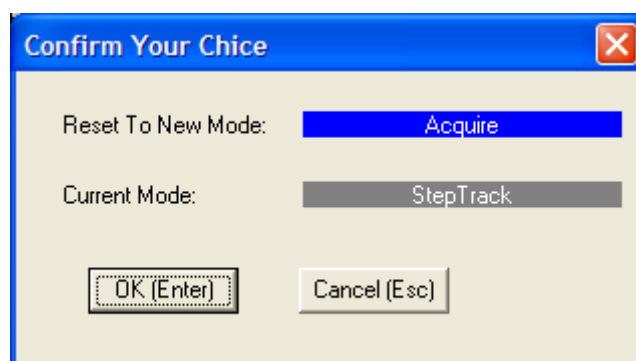 Confirm Your Chice
Reset To New Mode: Acquire
Current Mode: StepTrack
OK (Enter) Cancel (Esc)